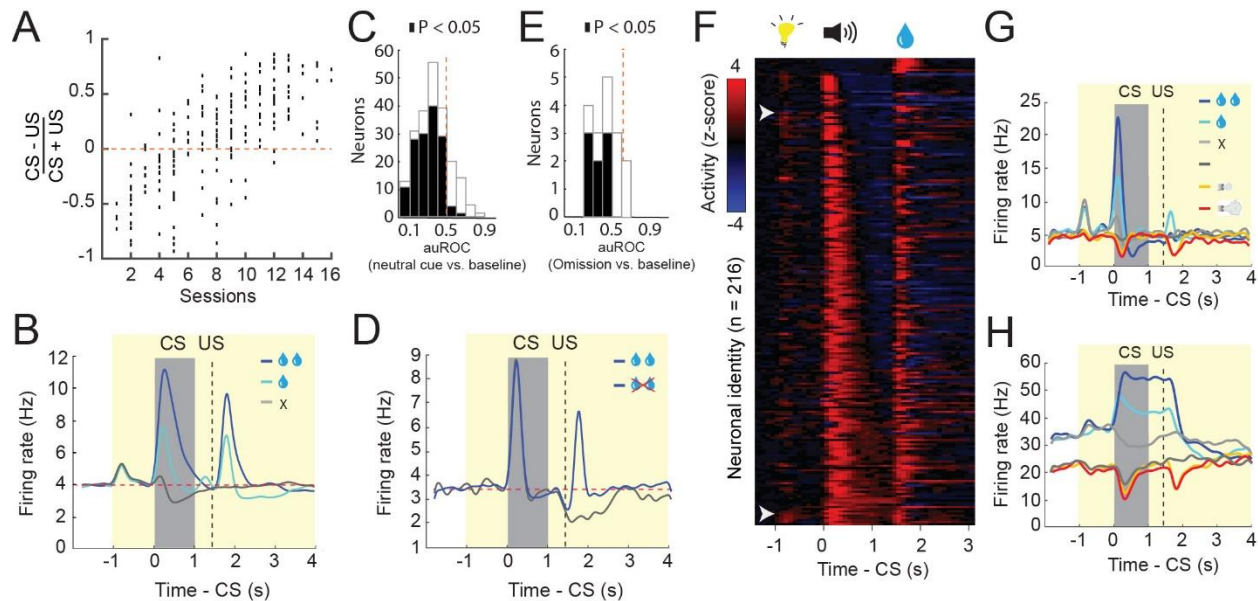 A
CS - US
CS + US
1
0.5
0
-0.5
-1
2 4 6 8 10 12 14 16
Sessions
C
P < 0.05
Neurons
60
50
40
30
20
10
0
0.1 0.5 0.9
auROC
(neutral cue vs. baseline)
E
P < 0.05
Neurons
6
5
4
3
2
1
0
0.1 0.5 0.9
auROC
(Omission vs. baseline)
F
4
Activity (z-score)
-4
Neuronal identity (n = 216)
-1 0 1 2 3
Time - CS (s)
G
CS US
Firing rate (Hz)
25
20
15
10
5
0
X
-1 0 1 2 3 4
Time - CS (s)
B
CS US
Firing rate (Hz)
12
10
8
6
4
2
0
X
-1 0 1 2 3 4
Time - CS (s)
D
CS US
Firing rate (Hz)
9
8
7
6
5
4
3
2
1
-1 0 1 2 3 4
Time - CS (s)
H
CS US
Firing rate (Hz)
60
50
40
30
20
10
0
-1 0 1 2 3 4
Time - CS (s)